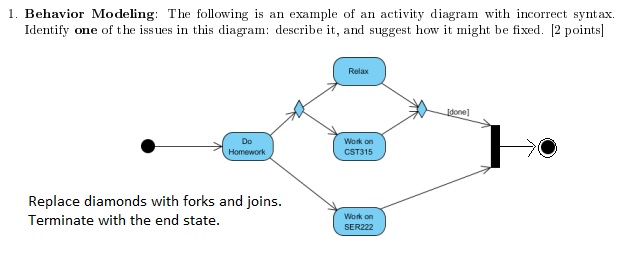 1. Behavior Modeling: The following is an example of an activity diagram with incorrect syntax.
Identify one of the issues in this diagram: describe it, and suggest how it might be fixed. [2 points]
Relax
[done]
Do
Homework
Work on
CST315
Replace diamonds with forks and joins.
Terminate with the end state.
Work on
SER222